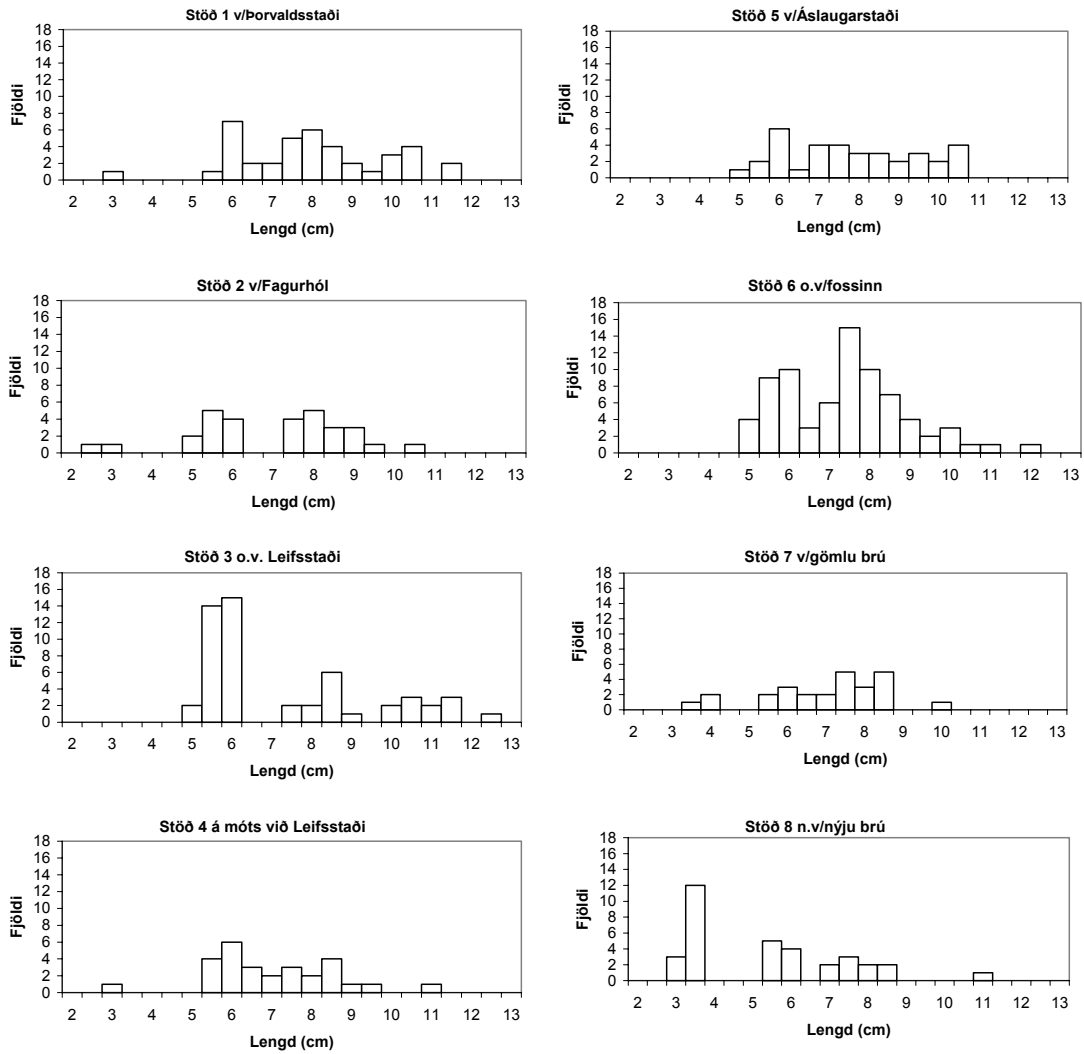 Stöð 1 v/Þorvaldsstaði
18
16
14
12
10
8
6
4
2
0
Fjöldi
2 3 4 5 6 7 8 9 10 11 12 13
Lengd (cm)
Stöð 5 v/Áslaugarstaði
18
16
14
12
10
8
6
4
2
0
Fjöldi
2 3 4 5 6 7 8 9 10 11 12 13
Lengd (cm)
Stöð 2 v/Fagurhól
18
16
14
12
10
8
6
4
2
0
Fjöldi
2 3 4 5 6 7 8 9 10 11 12 13
Lengd (cm)
Stöð 6 o.v/fossinn
18
16
14
12
10
8
6
4
2
0
Fjöldi
2 3 4 5 6 7 8 9 10 11 12 13
Lengd (cm)
Stöð 3 o.v. Leifsstaði
18
16
14
12
10
8
6
4
2
0
Fjöldi
2 3 4 5 6 7 8 9 10 11 12 13
Lengd (cm)
Stöð 7 v/gömlu brú
18
16
14
12
10
8
6
4
2
0
Fjöldi
2 3 4 5 6 7 8 9 10 11 12 13
Lengd (cm)
Stöð 4 á móts við Leifsstaði
18
16
14
12
10
8
6
4
2
0
Fjöldi
2 3 4 5 6 7 8 9 10 11 12 13
Lengd (cm)
Stöð 8 n.v/nýju brú
18
16
14
12
10
8
6
4
2
0
Fjöldi
2 3 4 5 6 7 8 9 10 11 12 13
Lengd (cm)